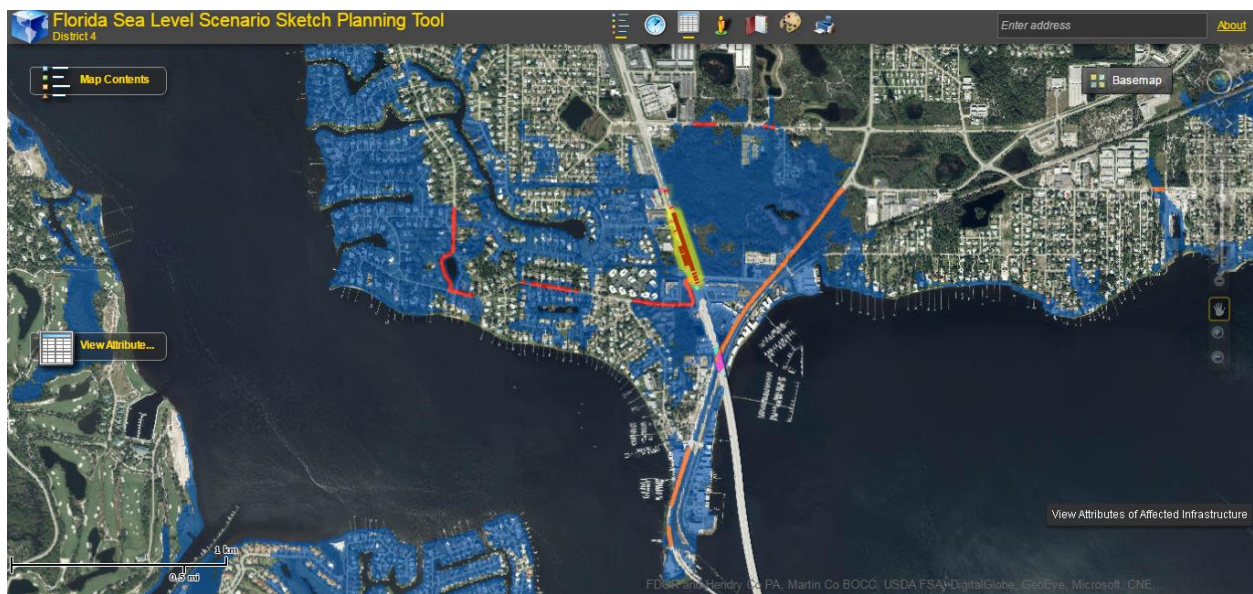 Florida Sea Level Scenario Sketch Planning Tool
District 4
Enter address
About
Map Contents
Basemap
View Attribute...
View Attributes of Affected Infrastructure
1 km
0.5 mi
FDOR and Hendry Co PA, Martin Co BOCC, USDA FSA, DigitalGlobe, GeoEye, Microsoft, CNE...